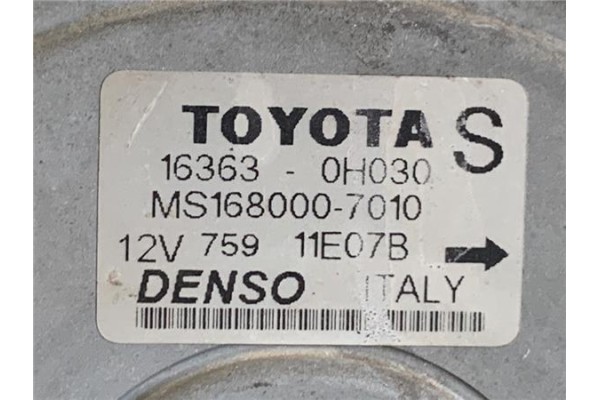 TOYOTA S
16363 - 0H030
MS168000-7010
12V 759 11E07B
DENSO ITALY